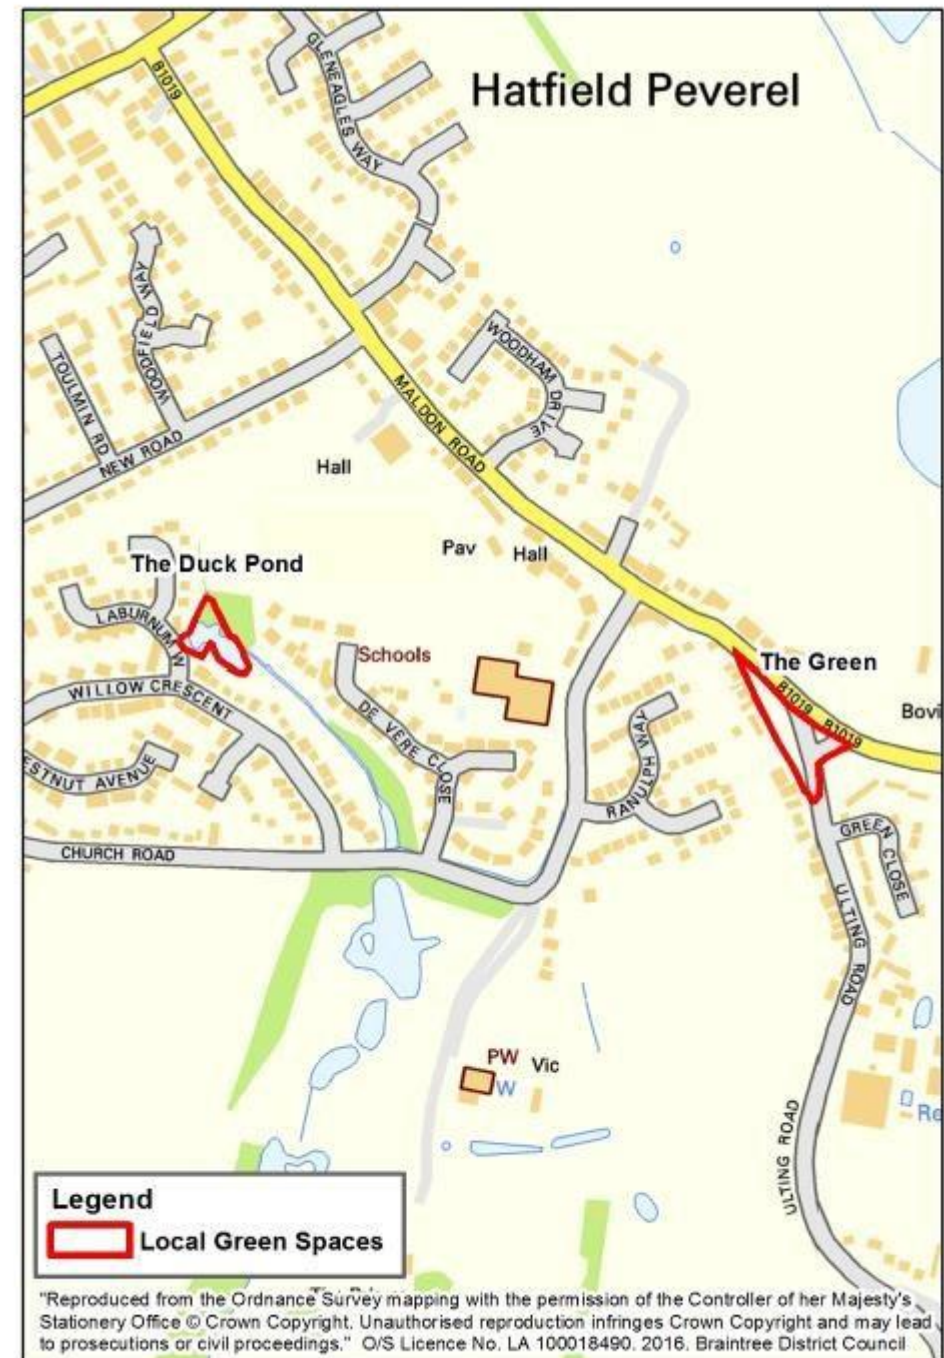 Hatfield Peverel
GLENEAGLES WAY
B1019
WOODFIELD WAY
WOODHAM DRIVE
TOULMIN RD
MALDON ROAD
NEW ROAD
Hall
Pav
Hall
The Duck Pond
LABURNUM W
Schools
The Green
WILLOW CRESCENT
B1019
B1019
Bovi
DE VERE CLOSE
RANULPH WAY
ESTNUT AVENUE
GREEN CLOSE
CHURCH ROAD
ULTING ROAD
PW
Vic
W
Re
ULTING ROAD
Legend
Local Green Spaces
"Reproduced from the Ordnance Survey mapping with the permission of the Controller of her Majesty's
Stationery Office © Crown Copyright. Unauthorised reproduction infringes Crown Copyright and may lead
to prosecutions or civil proceedings." O/S Licence No. LA 100018490. 2016. Braintree District Council